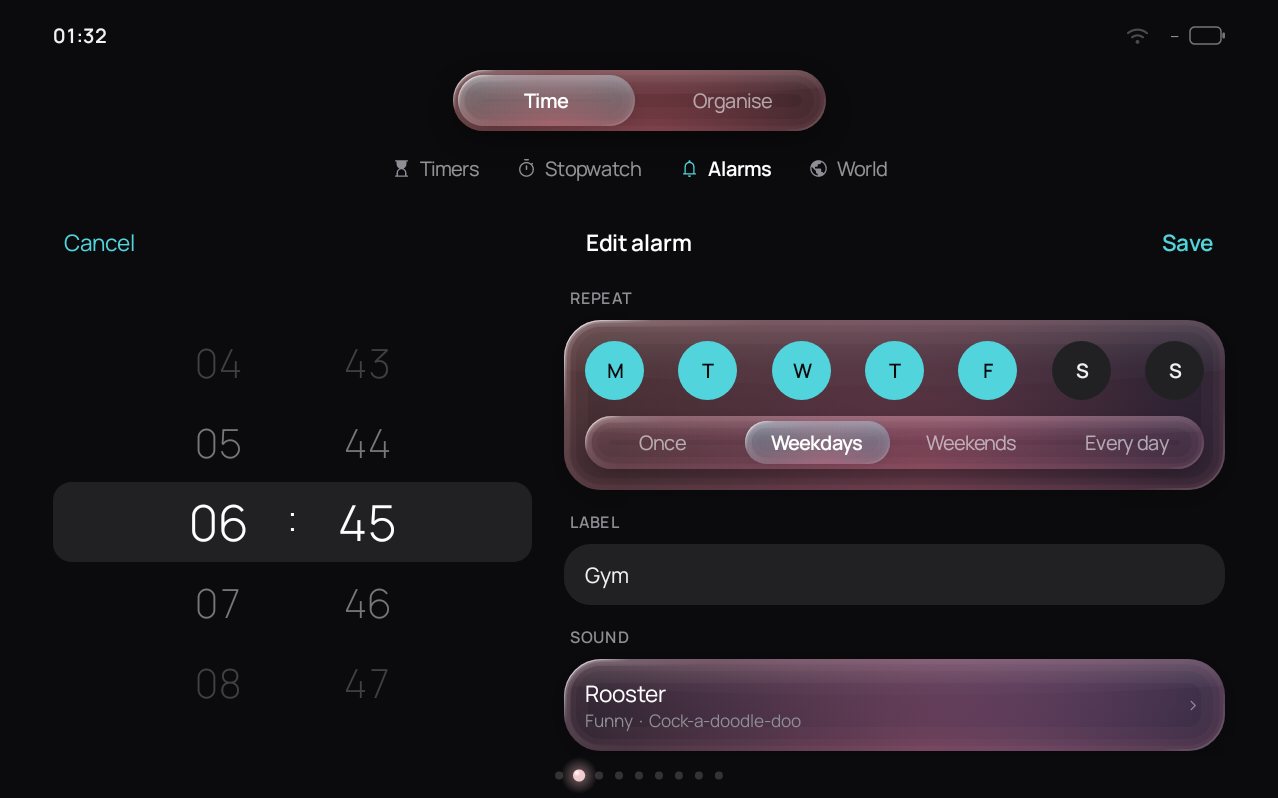 01:32
Time Organise
Timers Stopwatch Alarms World
Cancel Edit alarm Save
REPEAT
M T W T F S S
Once Weekdays Weekends Every day
04 43
05 44
06 : 45
07 46
08 47
LABEL
Gym
SOUND
Rooster
Funny · Cock-a-doodle-doo